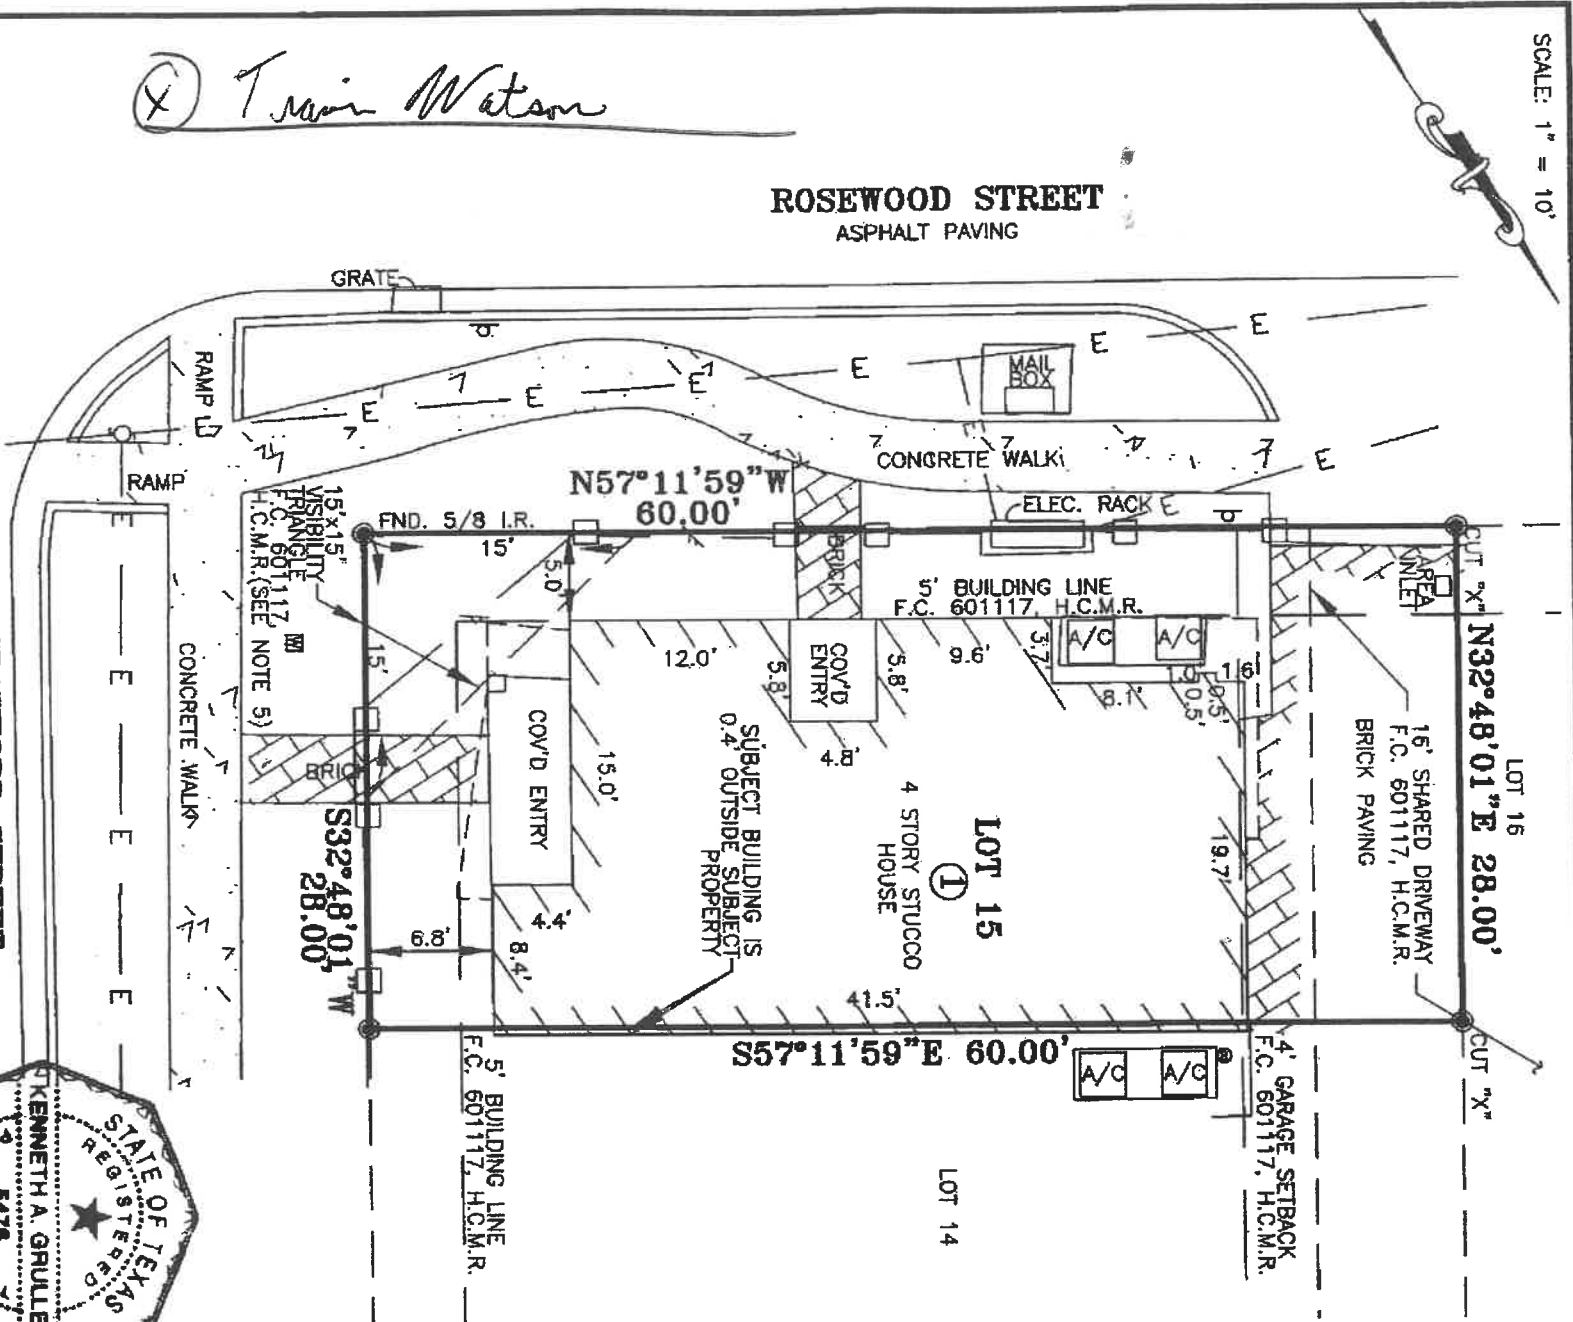 SCALE: 1" = 10'
X
Watson
ROSEWOOD STREET
ASPHALT PAVING
GRATE
E
E
E
E
E
E
E
MAIL
BOX
RAMP
E
RAMP
CONCRETE WALK
E
ELEC. RACK
E
N57°11'59"W
60.00'
FND. 5/8 I.R.
15'
15'
15'x15'
VISIBILITY
TRIANGLE
F.C. 601117,
H.C.M.R.(SEE NOTE 5)
5.0'
BRICK
5' BUILDING LINE
F.C. 601117, H.C.M.R.
CUT "X"
AREA
INLET
A/C
A/C
12.0'
5.8'
COV'D
ENTRY
5.8'
4.8'
9.6'
3.7'
8.1'
1.0
1.6
0.5'
0.5'
N32°48'01"E 28.00'
LOT 16
16' SHARED DRIVEWAY
F.C. 601117, H.C.M.R.
BRICK PAVING
CONCRETE WALK
BRICK
COV'D ENTRY
15.0'
SUBJECT BUILDING IS
0.4' OUTSIDE SUBJECT
PROPERTY
4 STORY STUCCO
HOUSE
LOT 15
1
19.7'
S32°48'01"W
28.00'
6.8'
4.4'
8.4'
41.5'
S57°11'59"E 60.00'
A/C
A/C
CUT "X"
E
E
E
E
5' BUILDING LINE
F.C. 601117, H.C.M.R.
LOT 14
4' GARAGE SETBACK
F.C. 601117, H.C.M.R.
STATE OF TEXAS
REGISTERED
KENNETH A. GRULLE